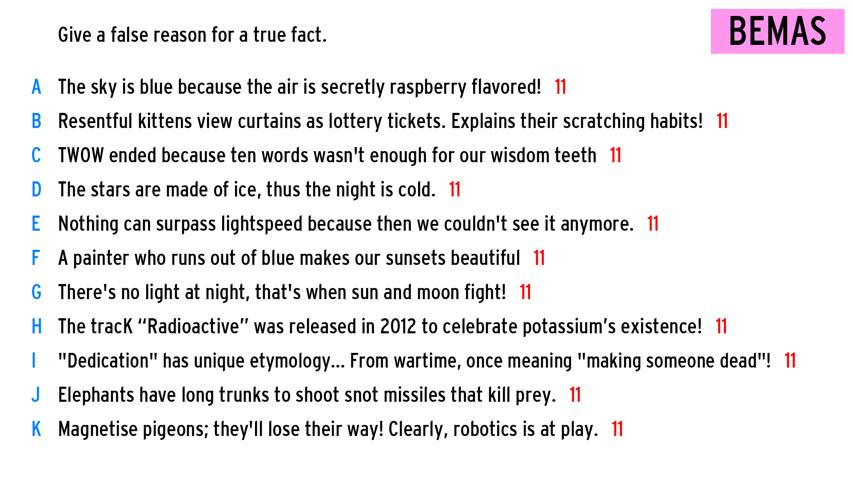 Give a false reason for a true fact.
BEMAS
A The sky is blue because the air is secretly raspberry flavored! 11
B Resentful kittens view curtains as lottery tickets. Explains their scratching habits! 11
C TWOW ended because ten words wasn't enough for our wisdom teeth 11
D The stars are made of ice, thus the night is cold. 11
E Nothing can surpass lightspeed because then we couldn't see it anymore. 11
F A painter who runs out of blue makes our sunsets beautiful 11
G There's no light at night, that's when sun and moon fight! 11
H The tracK “Radioactive” was released in 2012 to celebrate potassium’s existence! 11
I "Dedication" has unique etymology... From wartime, once meaning "making someone dead"! 11
J Elephants have long trunks to shoot snot missiles that kill prey. 11
K Magnetise pigeons; they'll lose their way! Clearly, robotics is at play. 11